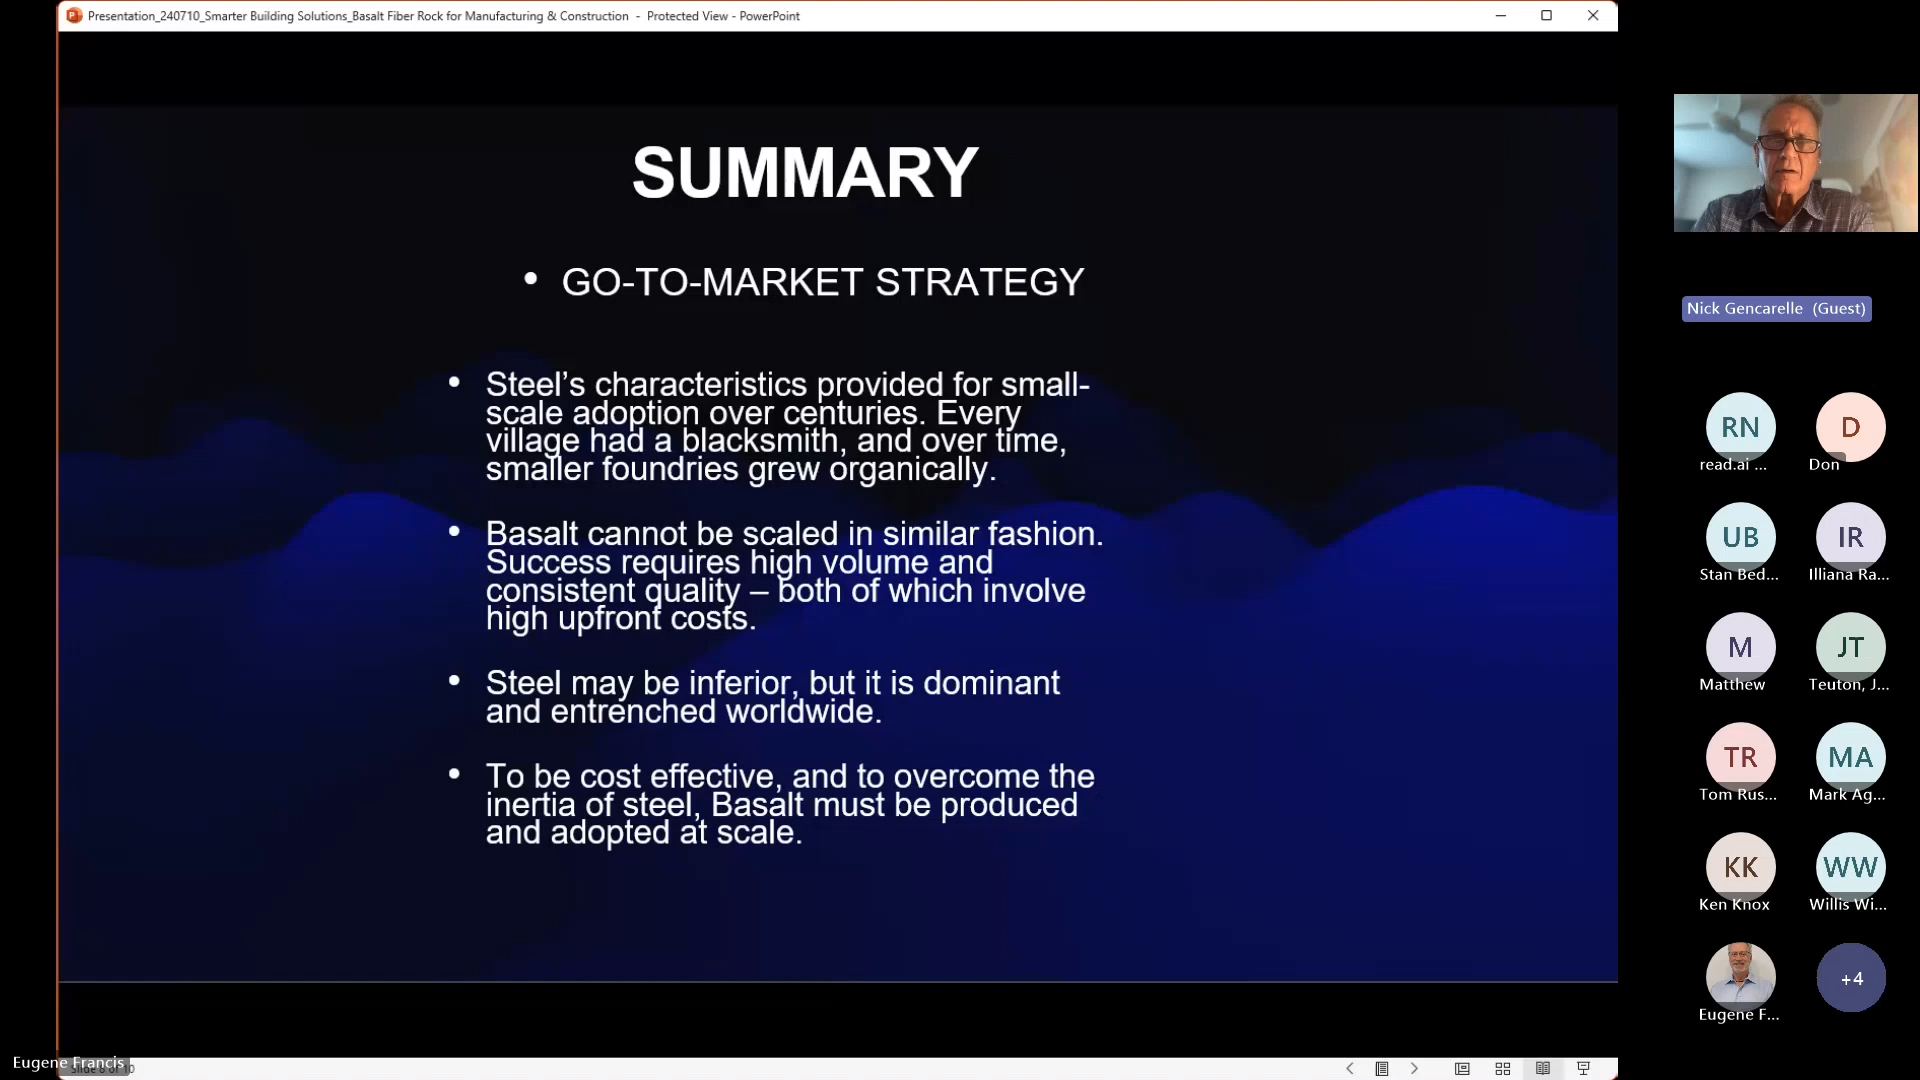 Presentation_240710_Smarter Building Solutions_Basalt Fiber Rock for Manufacturing & Construction - Protected View - PowerPoint
SUMMARY
• GO-TO-MARKET STRATEGY
• Steel’s characteristics provided for small-
scale adoption over centuries. Every
village had a blacksmith, and over time,
smaller foundries grew organically.
• Basalt cannot be scaled in similar fashion.
Success requires high volume and
consistent quality – both of which involve
high upfront costs.
• Steel may be inferior, but it is dominant
and entrenched worldwide.
• To be cost effective, and to overcome the
inertia of steel, Basalt must be produced
and adopted at scale.
Nick Gencarelle (Guest)
RN
D
read.ai ...
Don
UB
IR
Stan Bed...
Illiana Ra...
M
JT
Matthew
Teuton, J...
TR
MA
Tom Rus...
Mark Ag...
KK
WW
Ken Knox
Willis Wi...
+4
Eugene F...
Eugene Francis